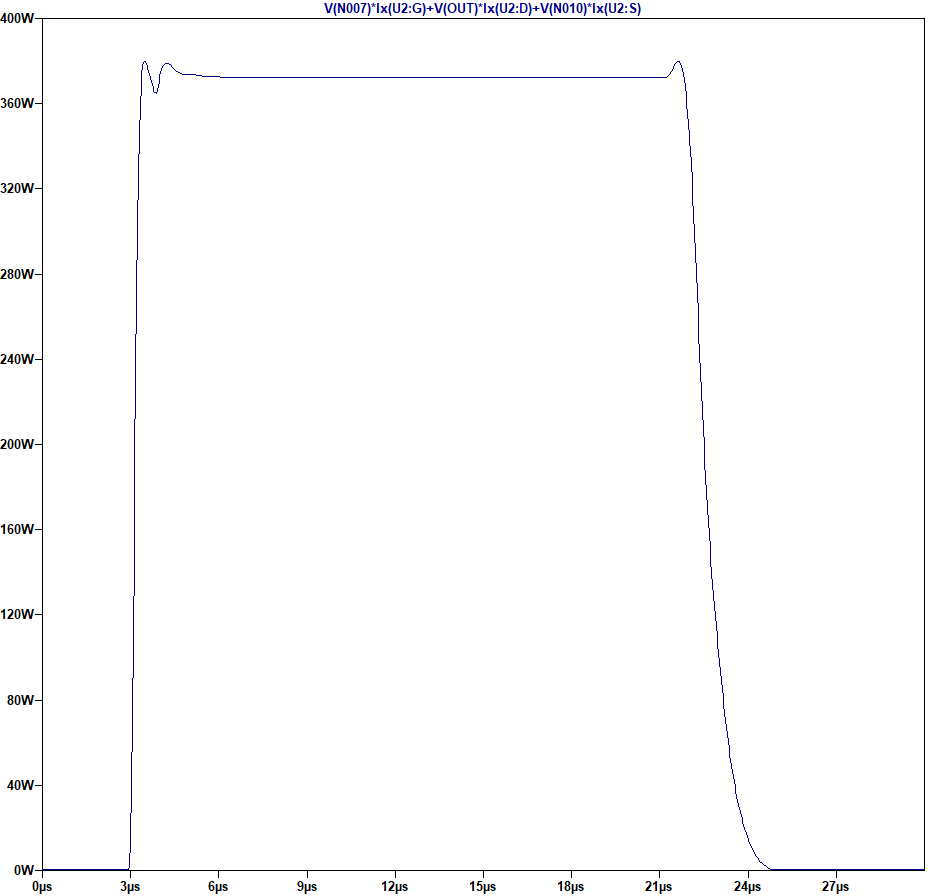 V(N007)*Ix(U2:G)+V(OUT)*Ix(U2:D)+V(N010)*Ix(U2:S)
400W
360W
320W
280W
240W
200W
160W
120W
80W
40W
0W
0µs 3µs 6µs 9µs 12µs 15µs 18µs 21µs 24µs 27µs